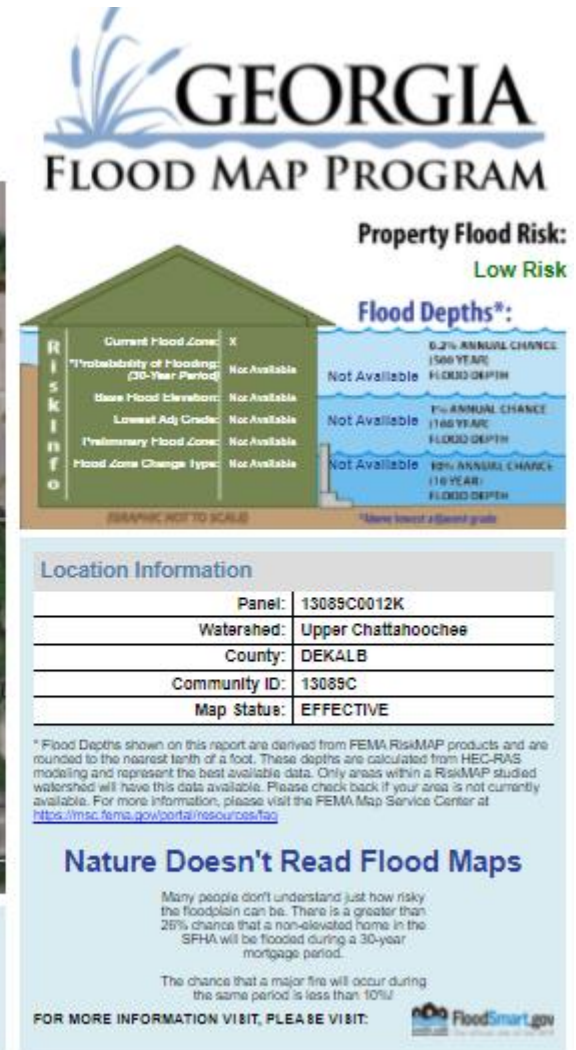 GEORGIA
FLOOD MAP PROGRAM
Property Flood Risk:
Low Risk
Flood Depths*:
Risk Info
Current Flood Zone: X
*Probability of Flooding: (30-Year Period) Not Available
Base Flood Elevation: Not Available
Lowest Adj Grade: Not Available
Preliminary Flood Zone: Not Available
Flood Zone Change Type: Not Available
Not Available
0.2% ANNUAL CHANCE
(500 YEAR)
FLOOD DEPTH
Not Available
1% ANNUAL CHANCE
(100 YEAR)
FLOOD DEPTH
Not Available
10% ANNUAL CHANCE
(10 YEAR)
FLOOD DEPTH
(GRAPHIC NOT TO SCALE)
*Above lowest adjacent grade
Location Information
Panel: 13089C0012K
Watershed: Upper Chattahoochee
County: DEKALB
Community ID: 13089C
Map Status: EFFECTIVE
* Flood Depths shown on this report are derived from FEMA RiskMAP products and are
rounded to the nearest tenth of a foot. These depths are calculated from HEC-RAS
modeling and represent the best available data. Only areas within a RiskMAP studied
watershed will have this data available. Please check back if your area is not currently
available. For more information, please visit the FEMA Map Service Center at
https://msc.fema.gov/portal/resources/faq
Nature Doesn't Read Flood Maps
Many people don't understand just how risky
the floodplain can be. There is a greater than
26% chance that a non-elevated home in the
SFHA will be flooded during a 30-year
mortgage period.
The chance that a major fire will occur during
the same period is less than 10%!
FOR MORE INFORMATION VISIT, PLEASE VISIT:
FloodSmart.gov